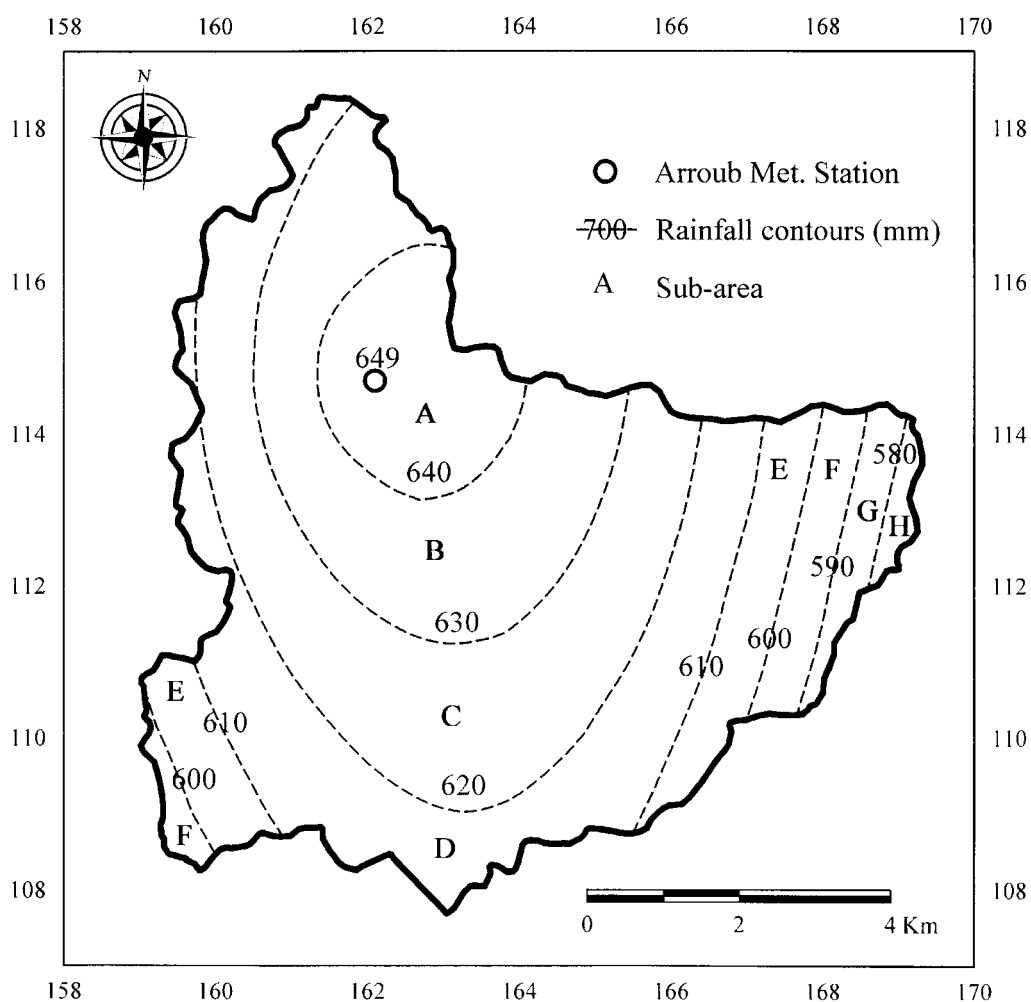 158 160 162 164 166 168 170
N
118 118
Arroub Met. Station
700 Rainfall contours (mm)
A Sub-area
116 116
649
A
114 114
E F 580
640
G
H
B
590
112 112
630
600
610
E
C
610
110 110
600
620
F D
108 108
0 2 4 Km
158 160 162 164 166 168 170